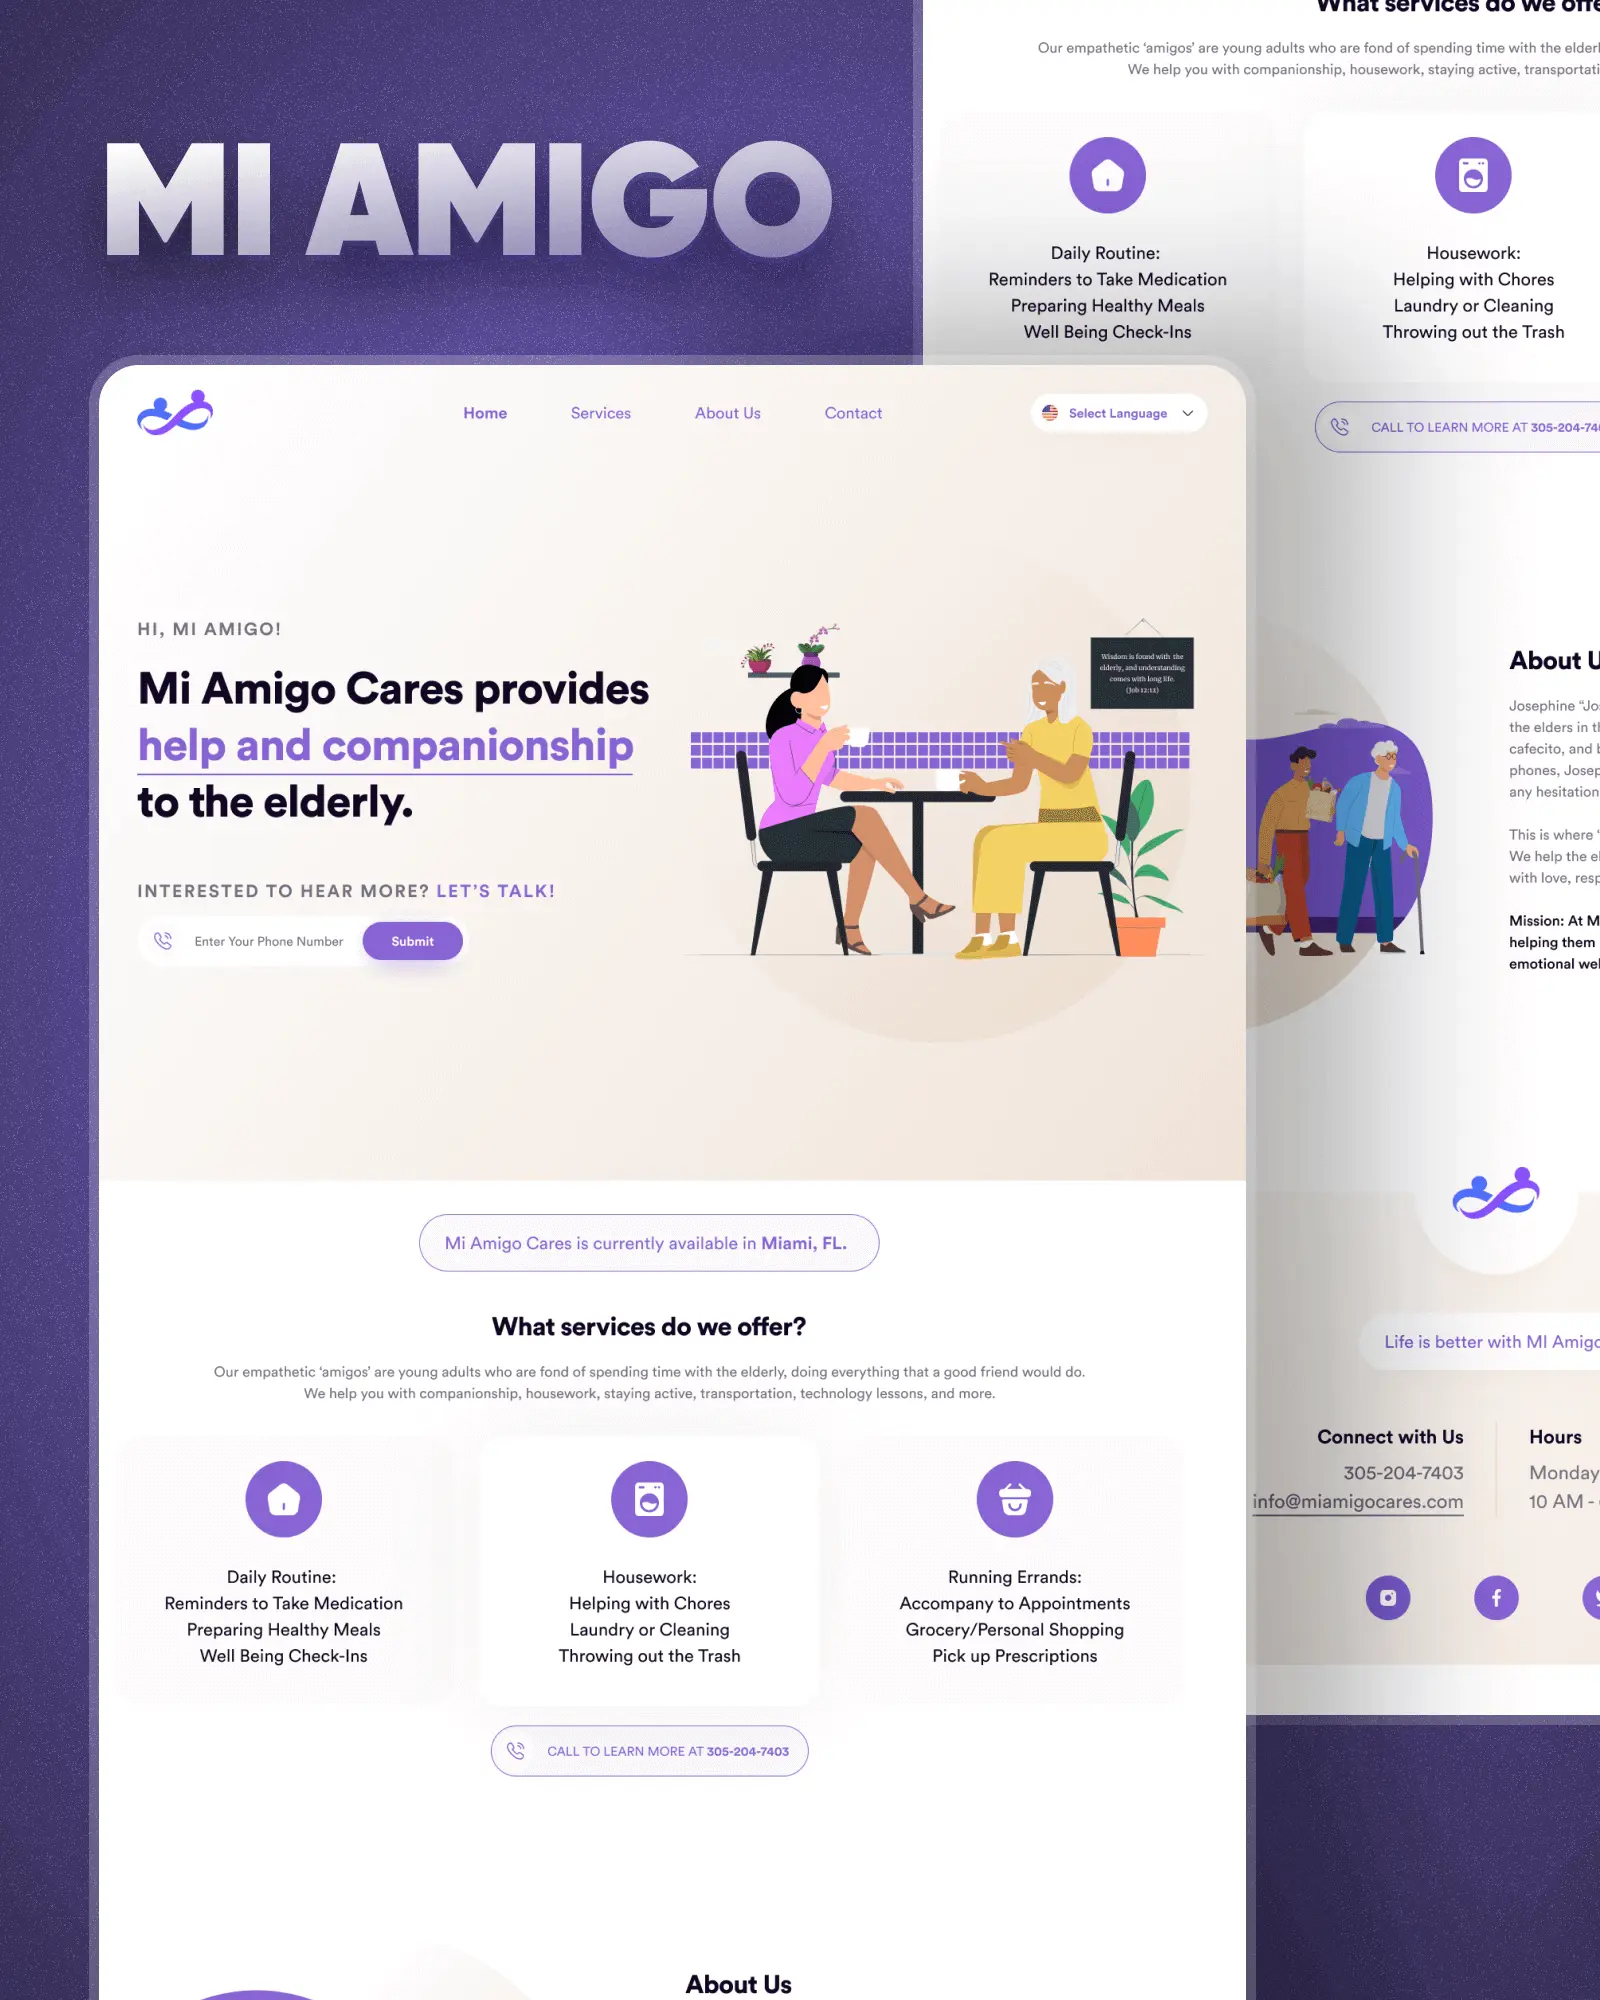 MI AMIGO
Home
Services
About Us
Contact
Select Language
HI, MI AMIGO!
Mi Amigo Cares provides
help and companionship
to the elderly.
INTERESTED TO HEAR MORE? LET'S TALK!
Enter Your Phone Number
Submit
Wisdom is found with the
elderly, and understanding
comes with long life.
(Job 12:12)
Mi Amigo Cares is currently available in Miami, FL.
What services do we offer?
Our empathetic ‘amigos’ are young adults who are fond of spending time with the elderly, doing everything that a good friend would do.
We help you with companionship, housework, staying active, transportation, technology lessons, and more.
Daily Routine:
Reminders to Take Medication
Preparing Healthy Meals
Well Being Check-Ins
Housework:
Helping with Chores
Laundry or Cleaning
Throwing out the Trash
Running Errands:
Accompany to Appointments
Grocery/Personal Shopping
Pick up Prescriptions
CALL TO LEARN MORE AT 305-204-7403
About Us
What services do we
Our empathetic ‘amigos’ are young adults who are fond of spending time with the
We help you with companionship, housework, staying active,
Daily Routine:
Reminders to Take Medication
Preparing Healthy Meals
Well Being Check-Ins
Housework:
Helping with Chores
Laundry or Cleaning
Throwing out the Trash
CALL TO LEARN MORE AT 305-204-74
About
Josephine
the elders in
cafecito, and
phones,
any hesitation
This is where
We help the
with love,
Mission: At
helping them
emotional
Life is better with MI
Connect with Us
305-204-7403
info@miamigocares.com
Hours
Monday
10 AM -